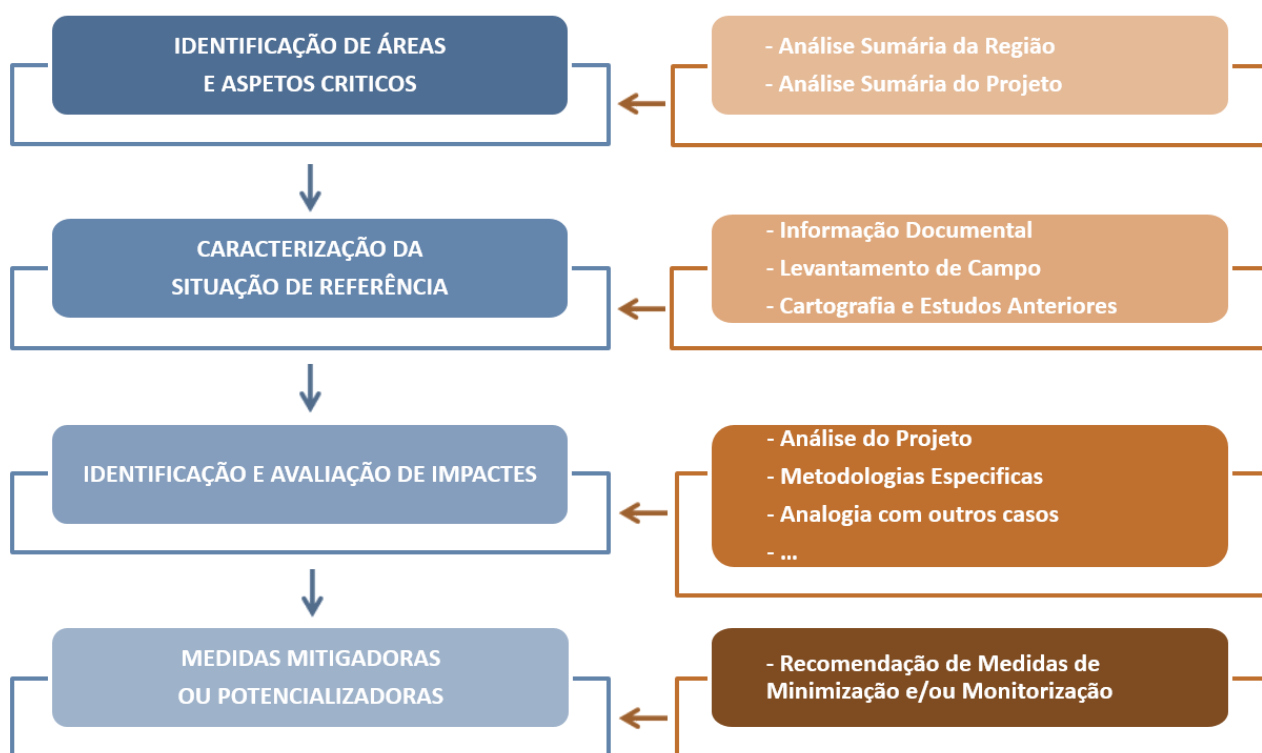 IDENTIFICAÇÃO DE ÁREAS
E ASPETOS CRITICOS
- Análise Sumária da Região
- Análise Sumária do Projeto
CARACTERIZAÇÃO DA
SITUAÇÃO DE REFERÊNCIA
- Informação Documental
- Levantamento de Campo
- Cartografia e Estudos Anteriores
IDENTIFICAÇÃO E AVALIAÇÃO DE IMPACTES
- Análise do Projeto
- Metodologias Especificas
- Analogia com outros casos
- ...
MEDIDAS MITIGADORAS
OU POTENCIALIZADORAS
- Recomendação de Medidas de
Minimização e/ou Monitorização